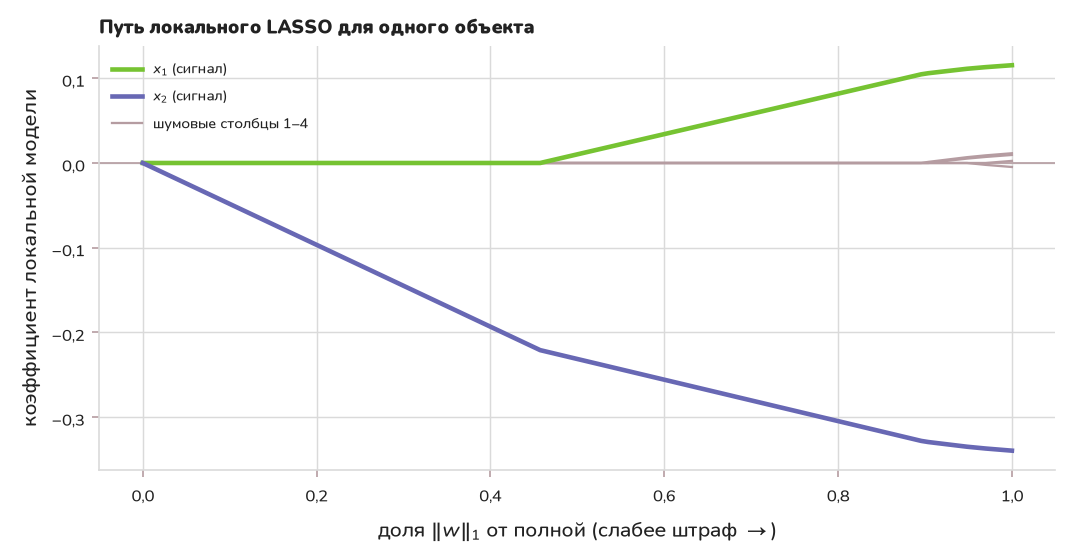 Путь локального LASSO для одного объекта
x₁ (сигнал)
x₂ (сигнал)
шумовые столбцы 1–4
коэффициент локальной модели
0,1
0,0
−0,1
−0,2
−0,3
0,0 0,2 0,4 0,6 0,8 1,0
доля ‖w‖₁ от полной (слабее штраф →)